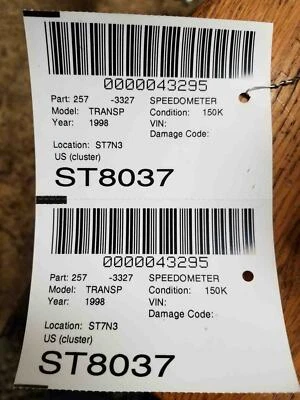 0000043295
Part: 257 -3327 SPEEDOMETER
Model: TRANSP Condition: 150K
Year: 1998 VIN:
Damage Code:
Location: ST7N3
US (cluster)
ST8037
0000043295
Part: 257 -3327 SPEEDOMETER
Model: TRANSP Condition: 150K
Year: 1998 VIN:
Damage Code:
Location: ST7N3
US (cluster)
ST8037